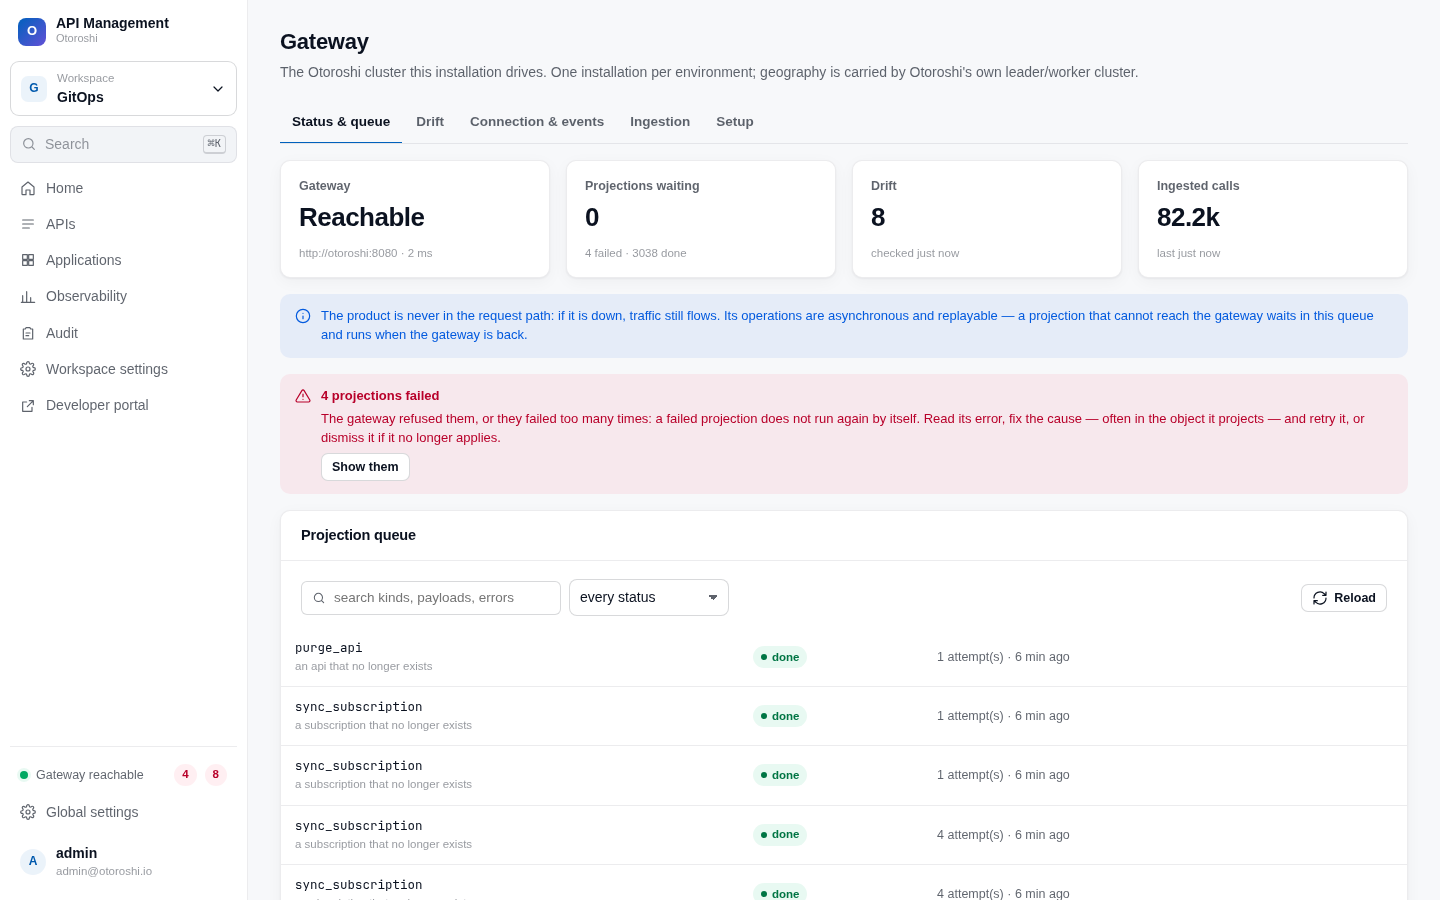 O
API Management
Otoroshi
G
Workspace
GitOps
Search
⌘K
Home
APIs
Applications
Observability
Audit
Workspace settings
Developer portal
Gateway reachable
4
8
Global settings
A
admin
admin@otoroshi.io
Gateway
The Otoroshi cluster this installation drives. One installation per environment; geography is carried by Otoroshi's own leader/worker cluster.
Status & queue
Drift
Connection & events
Ingestion
Setup
Gateway
Reachable
http://otoroshi:8080 · 2 ms
Projections waiting
0
4 failed · 3038 done
Drift
8
checked just now
Ingested calls
82.2k
last just now
The product is never in the request path: if it is down, traffic still flows. Its operations are asynchronous and replayable — a projection that cannot reach the gateway waits in this queue
and runs when the gateway is back.
4 projections failed
The gateway refused them, or they failed too many times: a failed projection does not run again by itself. Read its error, fix the cause — often in the object it projects — and retry it, or
dismiss it if it no longer applies.
Show them
Projection queue
search kinds, payloads, errors
every status
Reload
purge_api
an api that no longer exists
done
1 attempt(s) · 6 min ago
sync_subscription
a subscription that no longer exists
done
1 attempt(s) · 6 min ago
sync_subscription
a subscription that no longer exists
done
1 attempt(s) · 6 min ago
sync_subscription
a subscription that no longer exists
done
4 attempt(s) · 6 min ago
sync_subscription
done
4 attempt(s) · 6 min ago